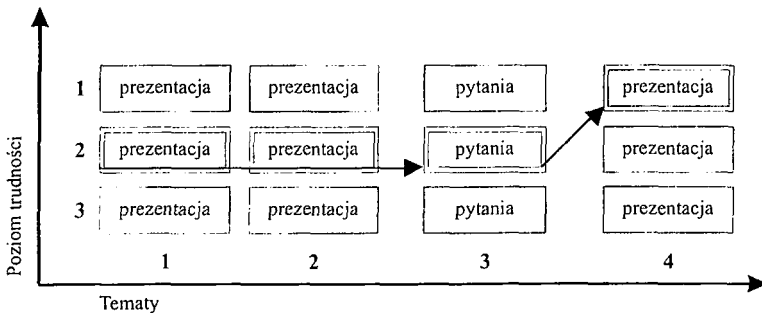 Poziom trudności
1 prezentacja prezentacja pytania prezentacja
2 prezentacja prezentacja pytania prezentacja
3 prezentacja prezentacja pytania prezentacja
1 2 3 4
Tematy